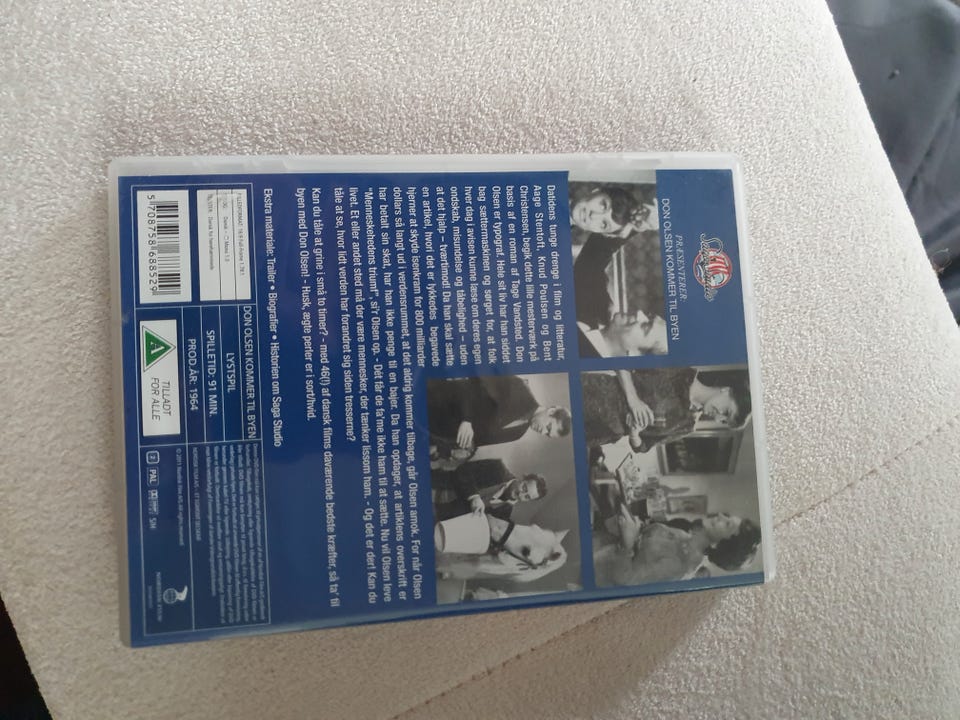 PRÆSENTERER:
DON OLSEN KOMMER TIL BYEN
Datidens tunge drenge i film og litteratur,
Aage Stentoft, Knud Poulsen og Bent
Christensen, begik dette lille mesterværk på
basis af en roman af Tage Vandsted. Don
Olsen er typograf. Hele sit liv har han siddet
bag sættermaskinen og sørget for, at folk
hver dag i avisen kunne læse om deres egen
ondskab, misundelse og tåbelighed – uden
at det hjalp – tværtimod! Da han skal sætte
en artikel, hvori det er lykkedes begavede
hjerner at skyde isenkram for 800 milliarder
dollars så langt ud i verdensrummet, at det aldrig kommer tilbage, går Olsen amok. For når Olsen
har betalt sin skat, har han ikke penge til en bajer. Da han opdager, at artiklens overskrift er
"Menneskehedens triumf", si'r Olsen op. - Dét får de fa'me ikke ham til at sætte. Nu vil Olsen leve
livet. Et eller andet sted må der være mennesker, der tænker lissom ham. - Og det er der! Kan du
tåle at se, hvor lidt verden har forandret sig siden tresserne?
Kan du tåle at grine i små to timer? - med 46(!) af dansk films daværende bedste kræfter, så ta' til
byen med Don Olsen! - Husk, ægte perler er i sort/hvid.
Ekstra materiale: Trailer • Biografier • Historien om Saga Studio
DON OLSEN KOMMER TIL BYEN
LYSTSPIL
SPILLETID: 91 MIN.
PROD.ÅR: 1964
5 708758 688529
A
TILLADT
FOR ALLE
2 PAL
S/H